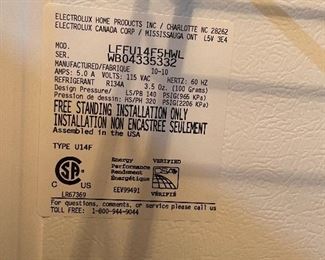 ELECTROLUX HOME PRODUCTS INC / CHARLOTTE NC 28262
ELECTROLUX CANADA CORP / MISSISSAUGA ONT L5V 3E4
MOD. LFFU14F5HWL
SER. WB04335332
MANUFACTURED/FABRIQUE 10-10
AMPS: 5.0 A VOLTS: 115 VAC HERTZ: 60 HZ
REFRIGERANT R134A 3.5 Oz. (100 Grams)
Design Pressure/ LS/PB 140 PSIG(966 KPa)
Pression de Conception HS/PH 320 PSIG(2206 KPa)
FREE STANDING INSTALLATION ONLY
INSTALLATION NON ENCASTREE SEULEMENT
Assembled in the USA
TYPE U14F
Energy VERIFIED
Performance
Rendement
Energétique VÉRIFIÉE
C US
LR67369 EEV99491
For questions, comments, or service please call
TOLL FREE: 1-800-944-9044